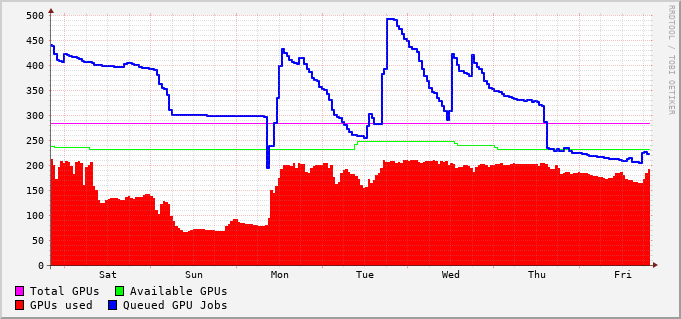 500
450
400
350
300
250
200
150
100
50
0
Sat Sun Mon Tue Wed Thu Fri
Total GPUs Available GPUs
GPUs used Queued GPU Jobs
RRDTOOL / TOBI OETIKER